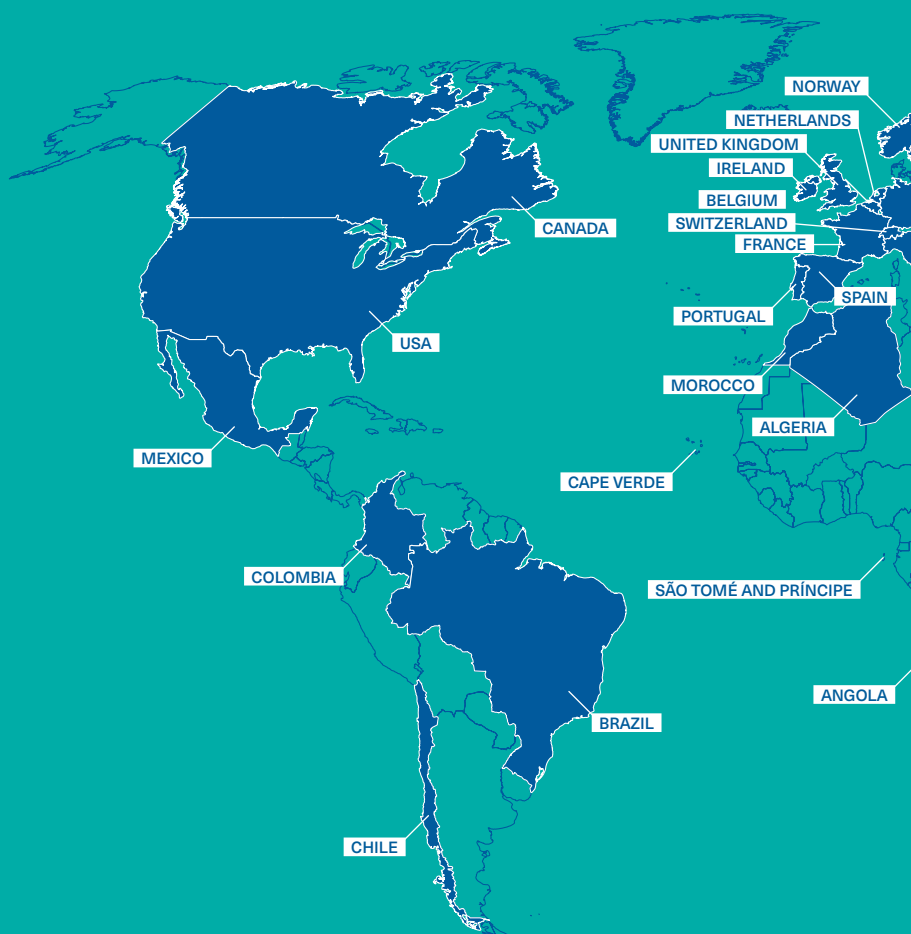 NORWAY
NETHERLANDS
UNITED KINGDOM
IRELAND
BELGIUM
SWITZERLAND
FRANCE
CANADA
SPAIN
PORTUGAL
USA
MOROCCO
ALGERIA
MEXICO
CAPE VERDE
COLOMBIA
SÃO TOMÉ AND PRÍNCIPE
ANGOLA
BRAZIL
CHILE